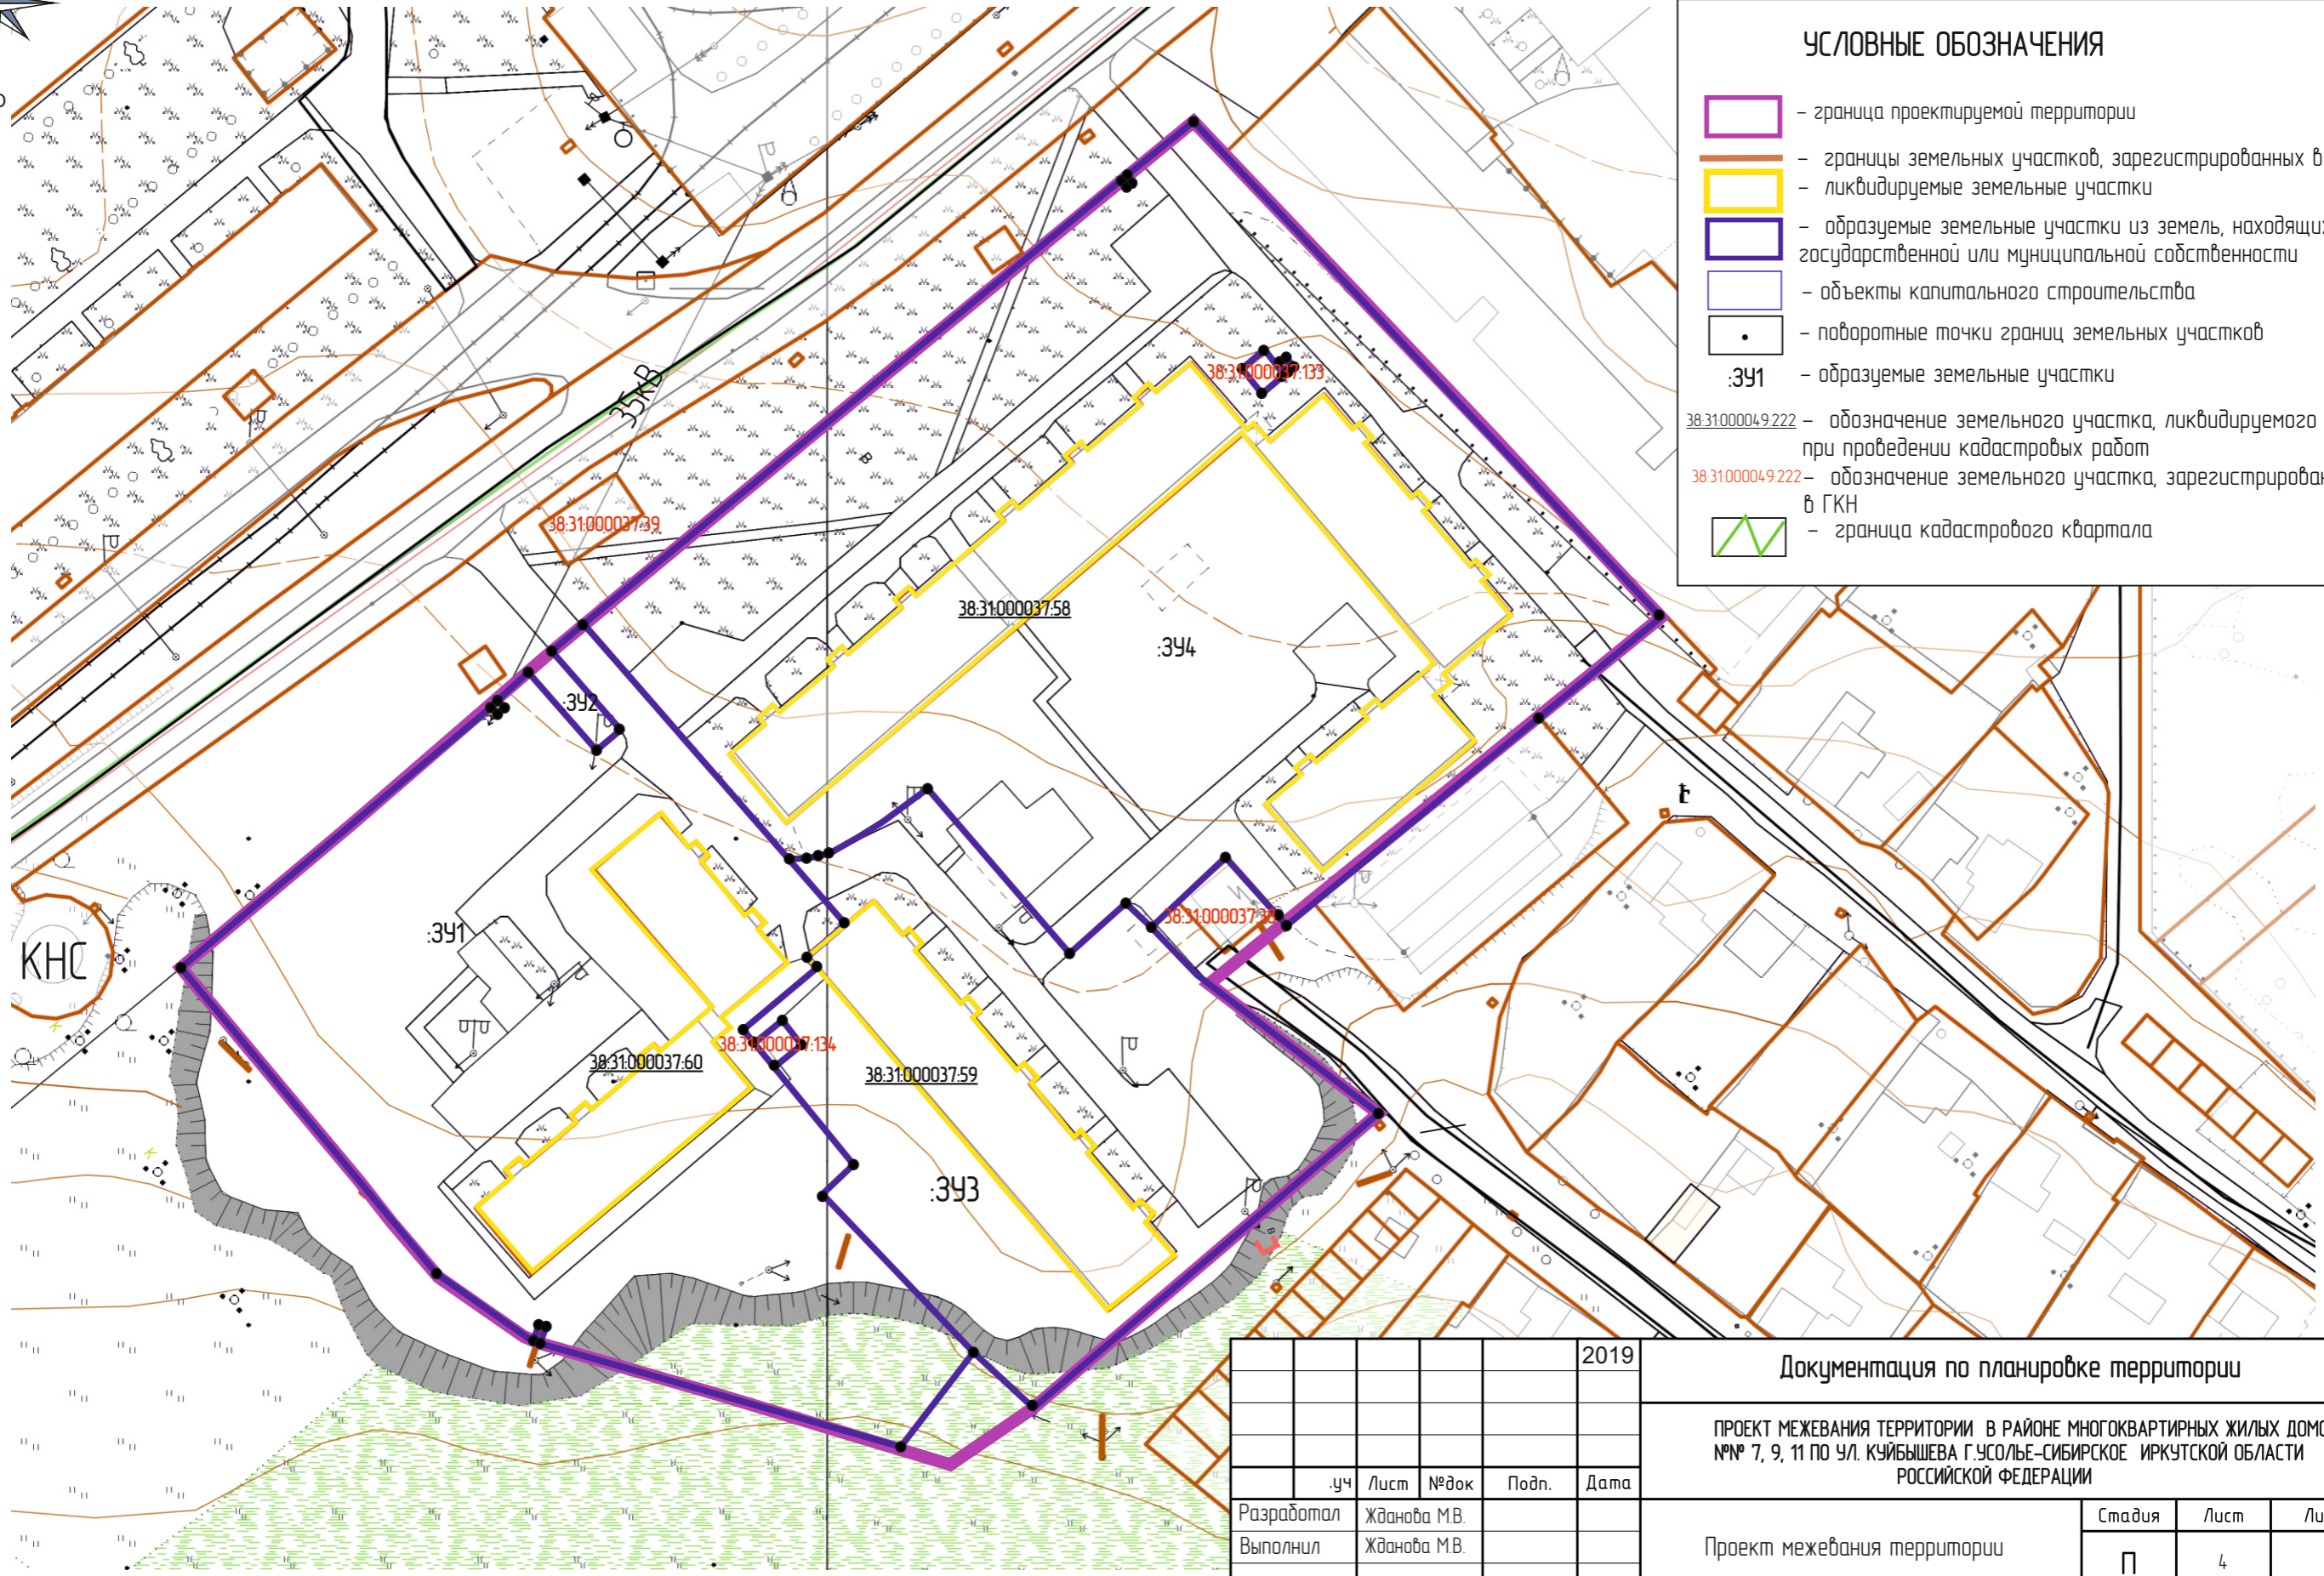 УСЛОВНЫЕ ОБОЗНАЧЕНИЯ
– граница проектируемой территории
– границы земельных участков, зарегистрированных в
– ликвидируемые земельные участки
– образуемые земельные участки из земель,
государственной или муниципальной собственности
– объекты капитального строительства
– поворотные точки границ земельных участков
:ЗУ1 – образуемые земельные участки
38:31:000049:222 – обозначение земельного участка, ликвидируемого
при проведении кадастровых работ
38:31:000049:222 – обозначение земельного участка,
в ГКН
– граница кадастрового квартала
35кВ
38:31:000037:133
38:31:000037:39
38:31:000037:58
:ЗУ4
:ЗУ2
38:31:000037:38
:ЗУ1
КНС
38:31:000037:134
38:31:000037:60
38:31:000037:59
:ЗУ3
В
В
2019
.уч Лист №док Подп. Дата
Разработал Жданова М.В.
Выполнил Жданова М.В.
Документация по планировке территории
ПРОЕКТ МЕЖЕВАНИЯ ТЕРРИТОРИИ В РАЙОНЕ МНОГОКВАРТИРНЫХ ЖИЛЫХ
№№ 7, 9, 11 ПО УЛ. КУЙБЫШЕВА Г.УСОЛЬЕ-СИБИРСКОЕ ИРКУТСКОЙ ОБЛАСТИ
РОССИЙСКОЙ ФЕДЕРАЦИИ
Проект межевания территории
Стадия Лист
П 4